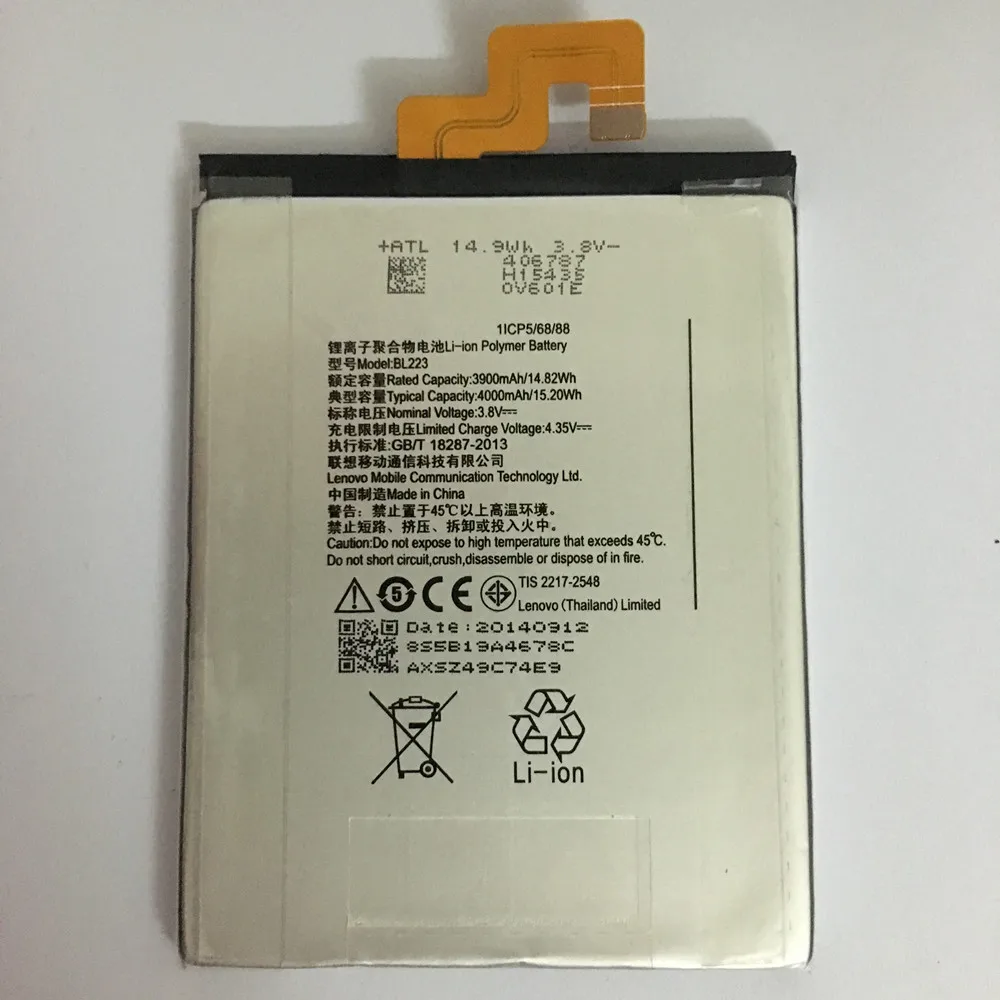 +ATL 14.9Wh 3.8V-
406787
H15435
0V601E
1ICP5/68/88
锂离子聚合物电池Li-ion Polymer Battery
型号Model:BL223
额定容量Rated Capacity:3900mAh/14.82Wh
典型容量Typical Capacity:4000mAh/15.20Wh
标称电压Nominal Voltage:3.8V⎓
充电限制电压Limited Charge Voltage:4.35V⎓
执行标准:GB/T 18287-2013
联想移动通信科技有限公司
Lenovo Mobile Communication Technology Ltd.
中国制造Made in China
警告：禁止置于45℃以上高温环境。
禁止短路、挤压、拆卸或投入火中。
Caution:Do not expose to high temperature that exceeds 45℃.
Do not short circuit,crush,disassemble or dispose of in fire.
5 CE TIS 2217-2548
Lenovo (Thailand) Limited
Date:20140912
8S5B19A4678C
AXSZ49C74E9
Li-ion